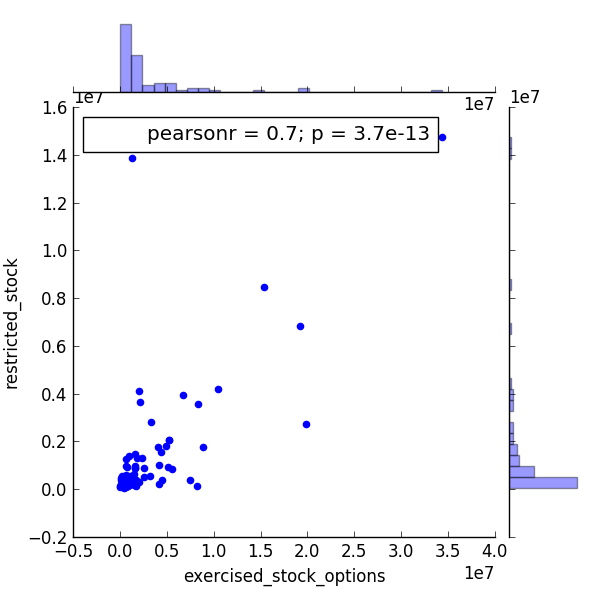 1e7
1e7
1e7
pearsonr = 0.7; p = 3.7e-13
1.6
1.4
1.2
1.0
0.8
0.6
0.4
0.2
0.0
−0.2
restricted_stock
−0.5 0.0 0.5 1.0 1.5 2.0 2.5 3.0 3.5 4.0
1e7
exercised_stock_options